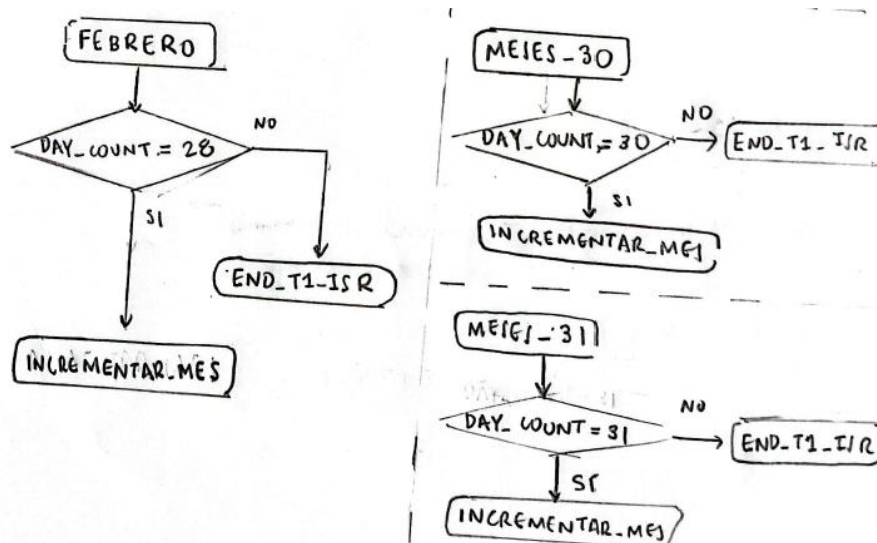 FEBRERO
DAY_COUNT = 28
NO
SI
END_T1_ISR
INCREMENTAR_MES
MESES_30
DAY_COUNT = 30
NO
END_T1_ISR
SI
INCREMENTAR_MES
MESES_31
DAY_COUNT = 31
NO
END_T1_ISR
SI
INCREMENTAR_MES